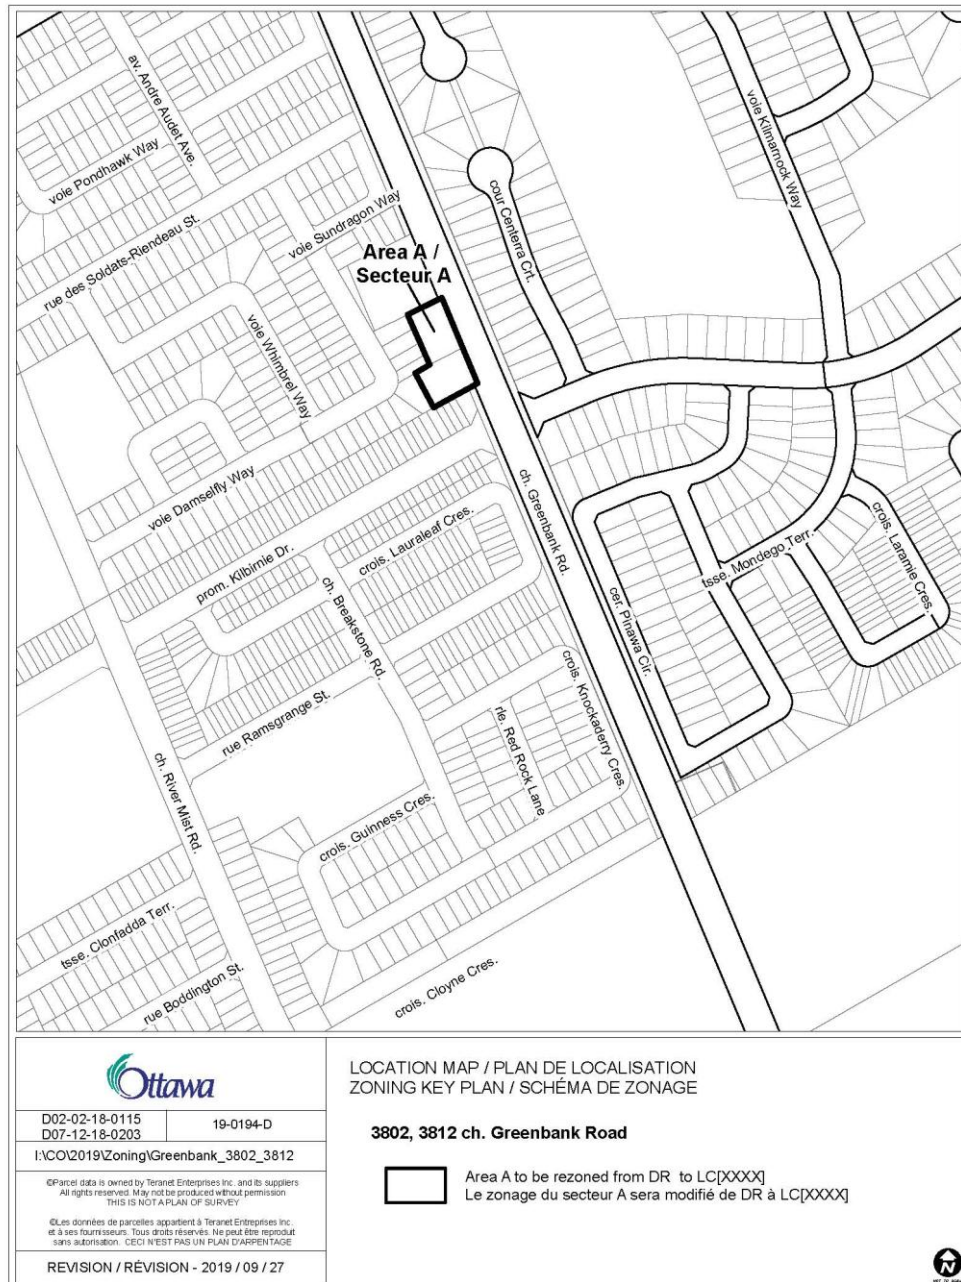 av. Andre Audet Ave.
voie Pondhawk Way
voie Kilmarnock Way
rue des Soldats-Riendeau St.
voie Sundragon Way
cour Centerra Crt.
Area A /
Secteur A
voie Whimbrel Way
voie Damselfly Way
ch. Greenbank Rd.
prom. Kilbirnie Dr.
crois. Lauraleaf Cres.
ch. Breakstone Rd.
tsse. Mondego Terr.
crois. Laramie Cres.
cer. Pinawa Cir.
crois. Knockaderry Cres.
rue Ramsgrange St.
rle. Red Rock Lane
ch. River Mist Rd.
crois. Guinness Cres.
tsse. Clonfadda Terr.
rue Boddington St.
crois. Cloyne Cres.
Ottawa
D02-02-18-0115
D07-12-18-0203
19-0194-D
I:\CO\2019\Zoning\Greenbank_3802_3812
©Parcel data is owned by Teranet Enterprises Inc. and its suppliers
All rights reserved. May not be produced without permission
THIS IS NOT A PLAN OF SURVEY
©Les données de parcelles appartient à Teranet Entreprises Inc.
et à ses fournisseurs. Tous droits réservés. Ne peut être reproduit
sans autorisation. CECI N'EST PAS UN PLAN D'ARPENTAGE
REVISION / RÉVISION - 2019 / 09 / 27
LOCATION MAP / PLAN DE LOCALISATION
ZONING KEY PLAN / SCHÉMA DE ZONAGE
3802, 3812 ch. Greenbank Road
Area A to be rezoned from DR to LC[XXXX]
Le zonage du secteur A sera modifié de DR à LC[XXXX]
N